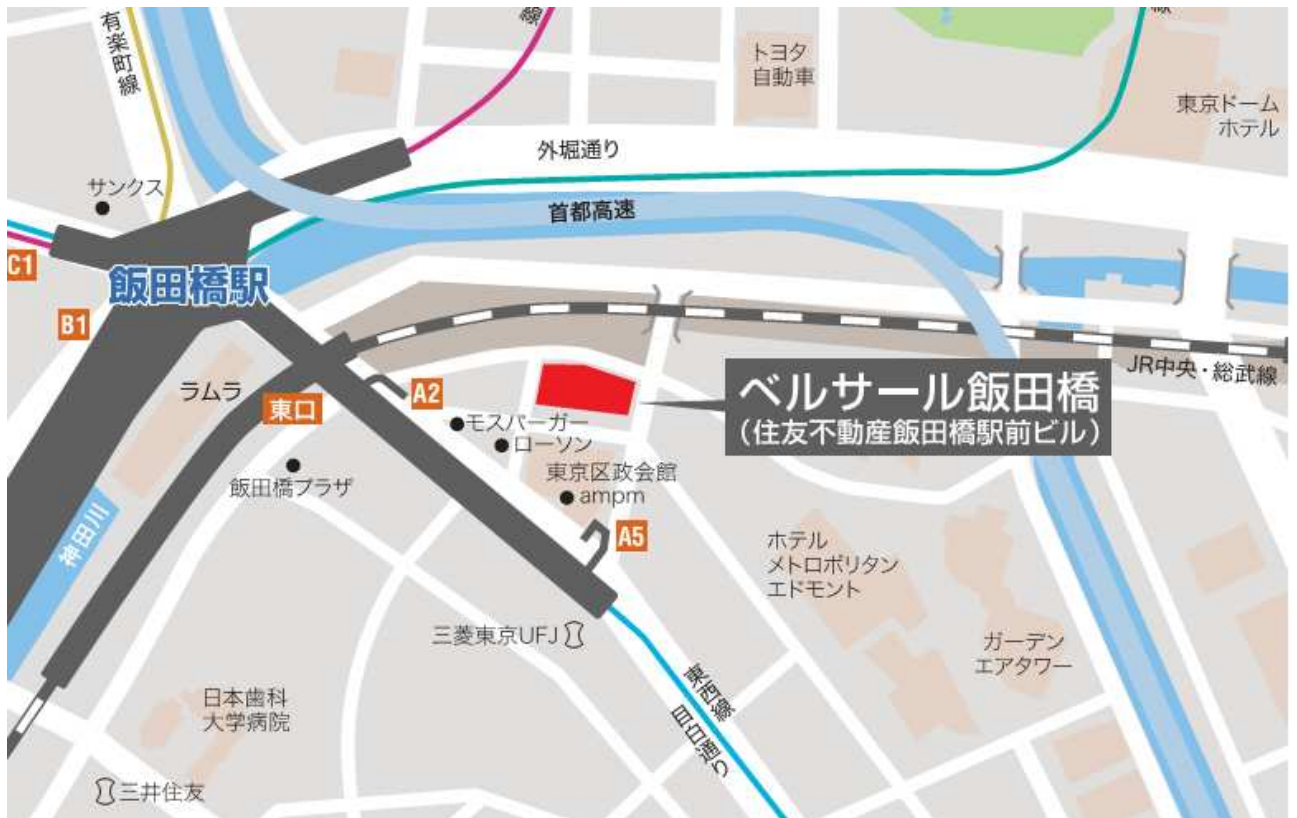 有楽町線
線
線
トヨタ
自動車
東京ドーム
ホテル
外堀通り
サンクス
首都高速
C1
飯田橋駅
B1
ラムラ
東口
A2
JR中央・総武線
ベルサール飯田橋
(住友不動産飯田橋駅前ビル)
モスバーガー
ローソン
東京区政会館
ampm
飯田橋プラザ
A5
神田川
ホテル
メトロポリタン
エドモント
三菱東京UFJ
ガーデン
エアタワー
東西線
目白通り
日本歯科
大学病院
三井住友